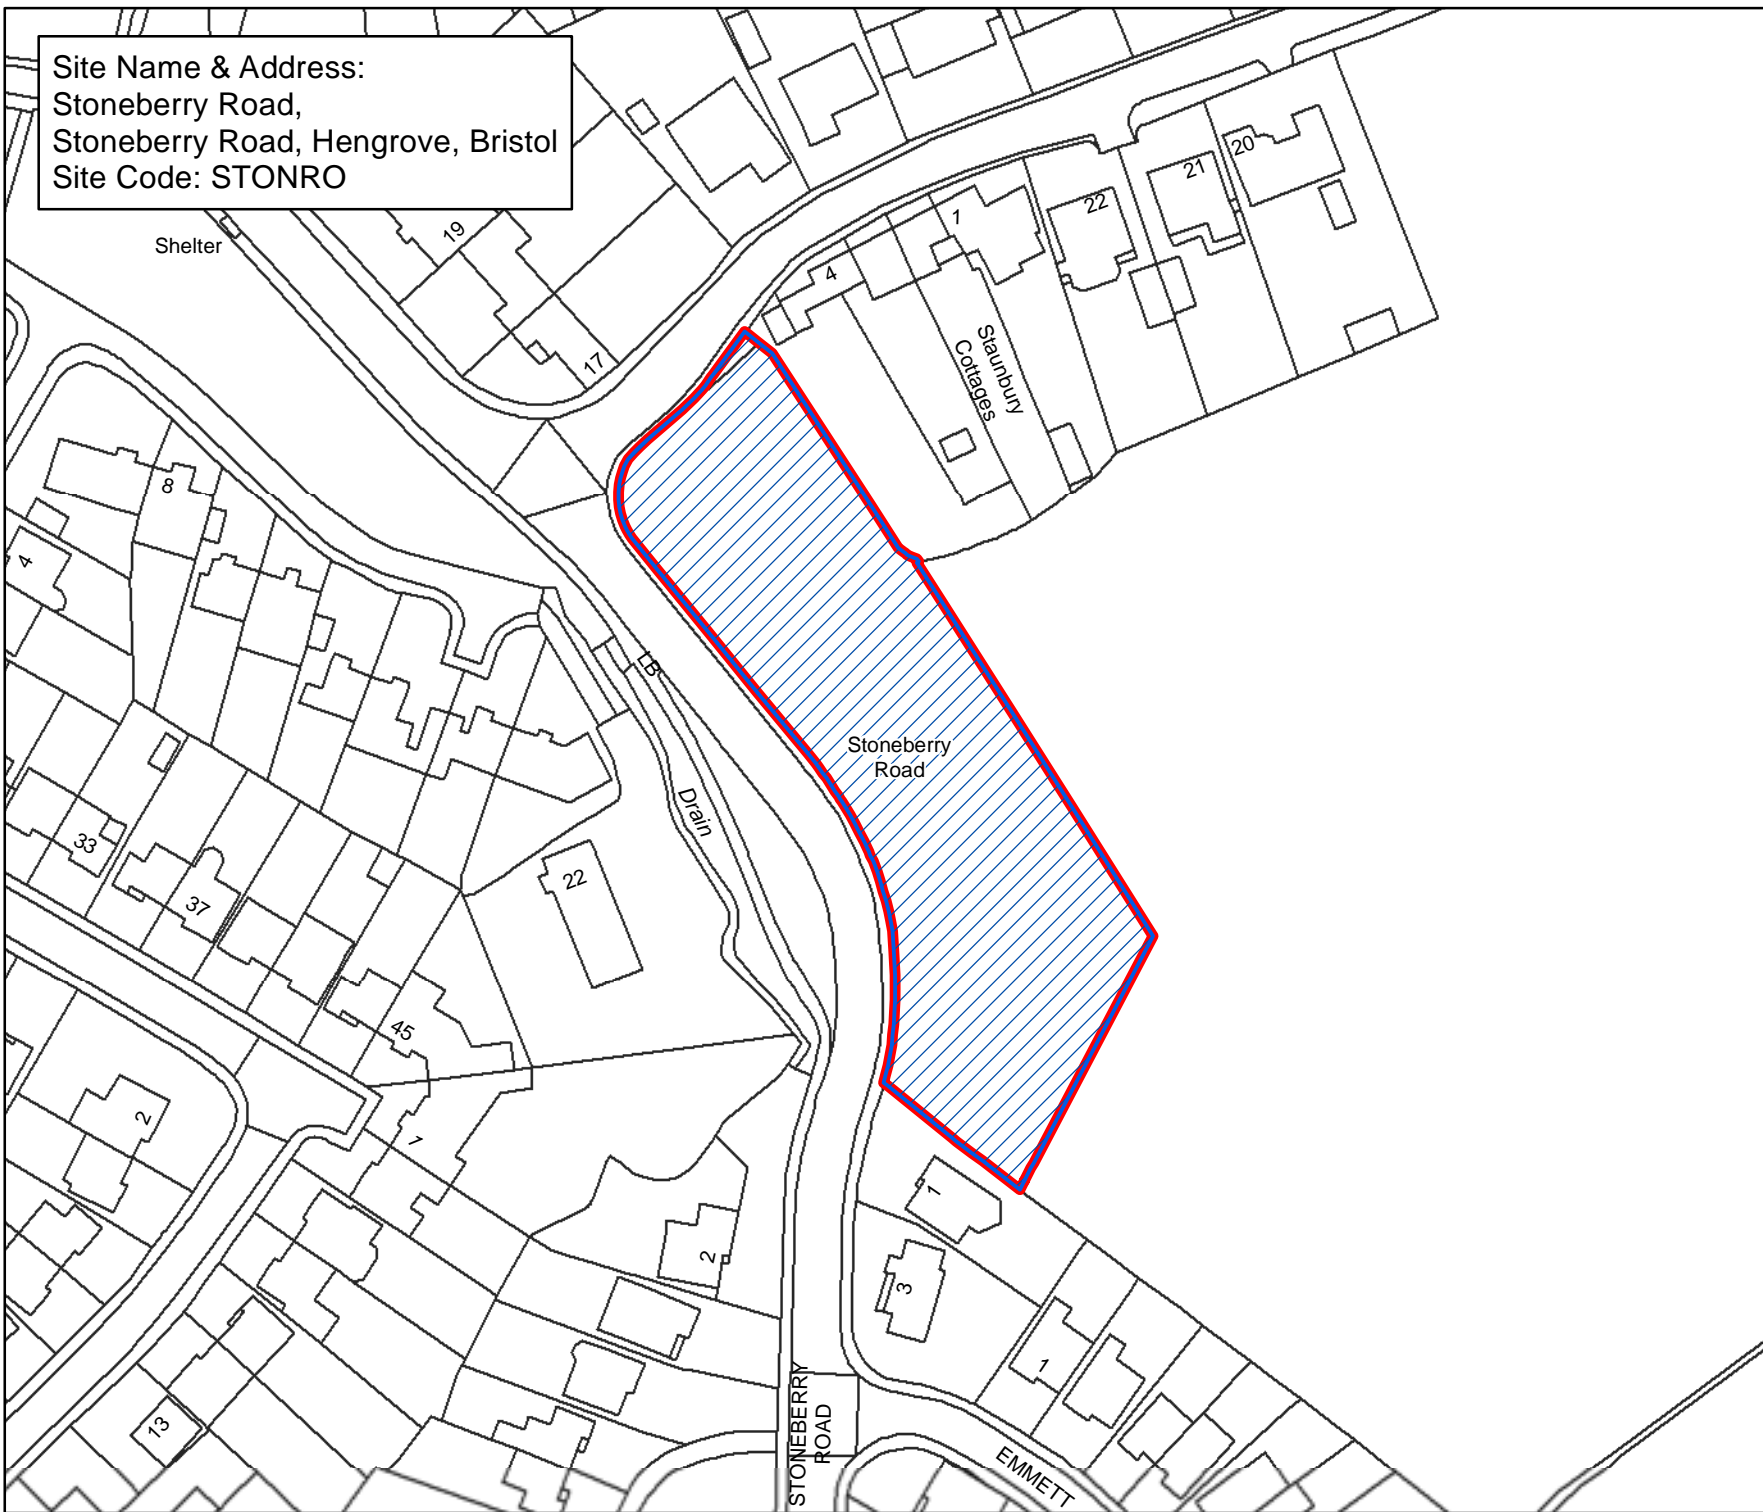 Site Name & Address:
Stoneberry Road,
Stoneberry Road, Hengrove, Bristol
Site Code: STONRO
20
21
22
1
19
Shelter
4
17
Staunbury
Cottages
8
4
LB
Stoneberry
Road
Drain
33
22
37
45
2
1
1
2
3
1
13
STONEBERRY
ROAD
EMMETT